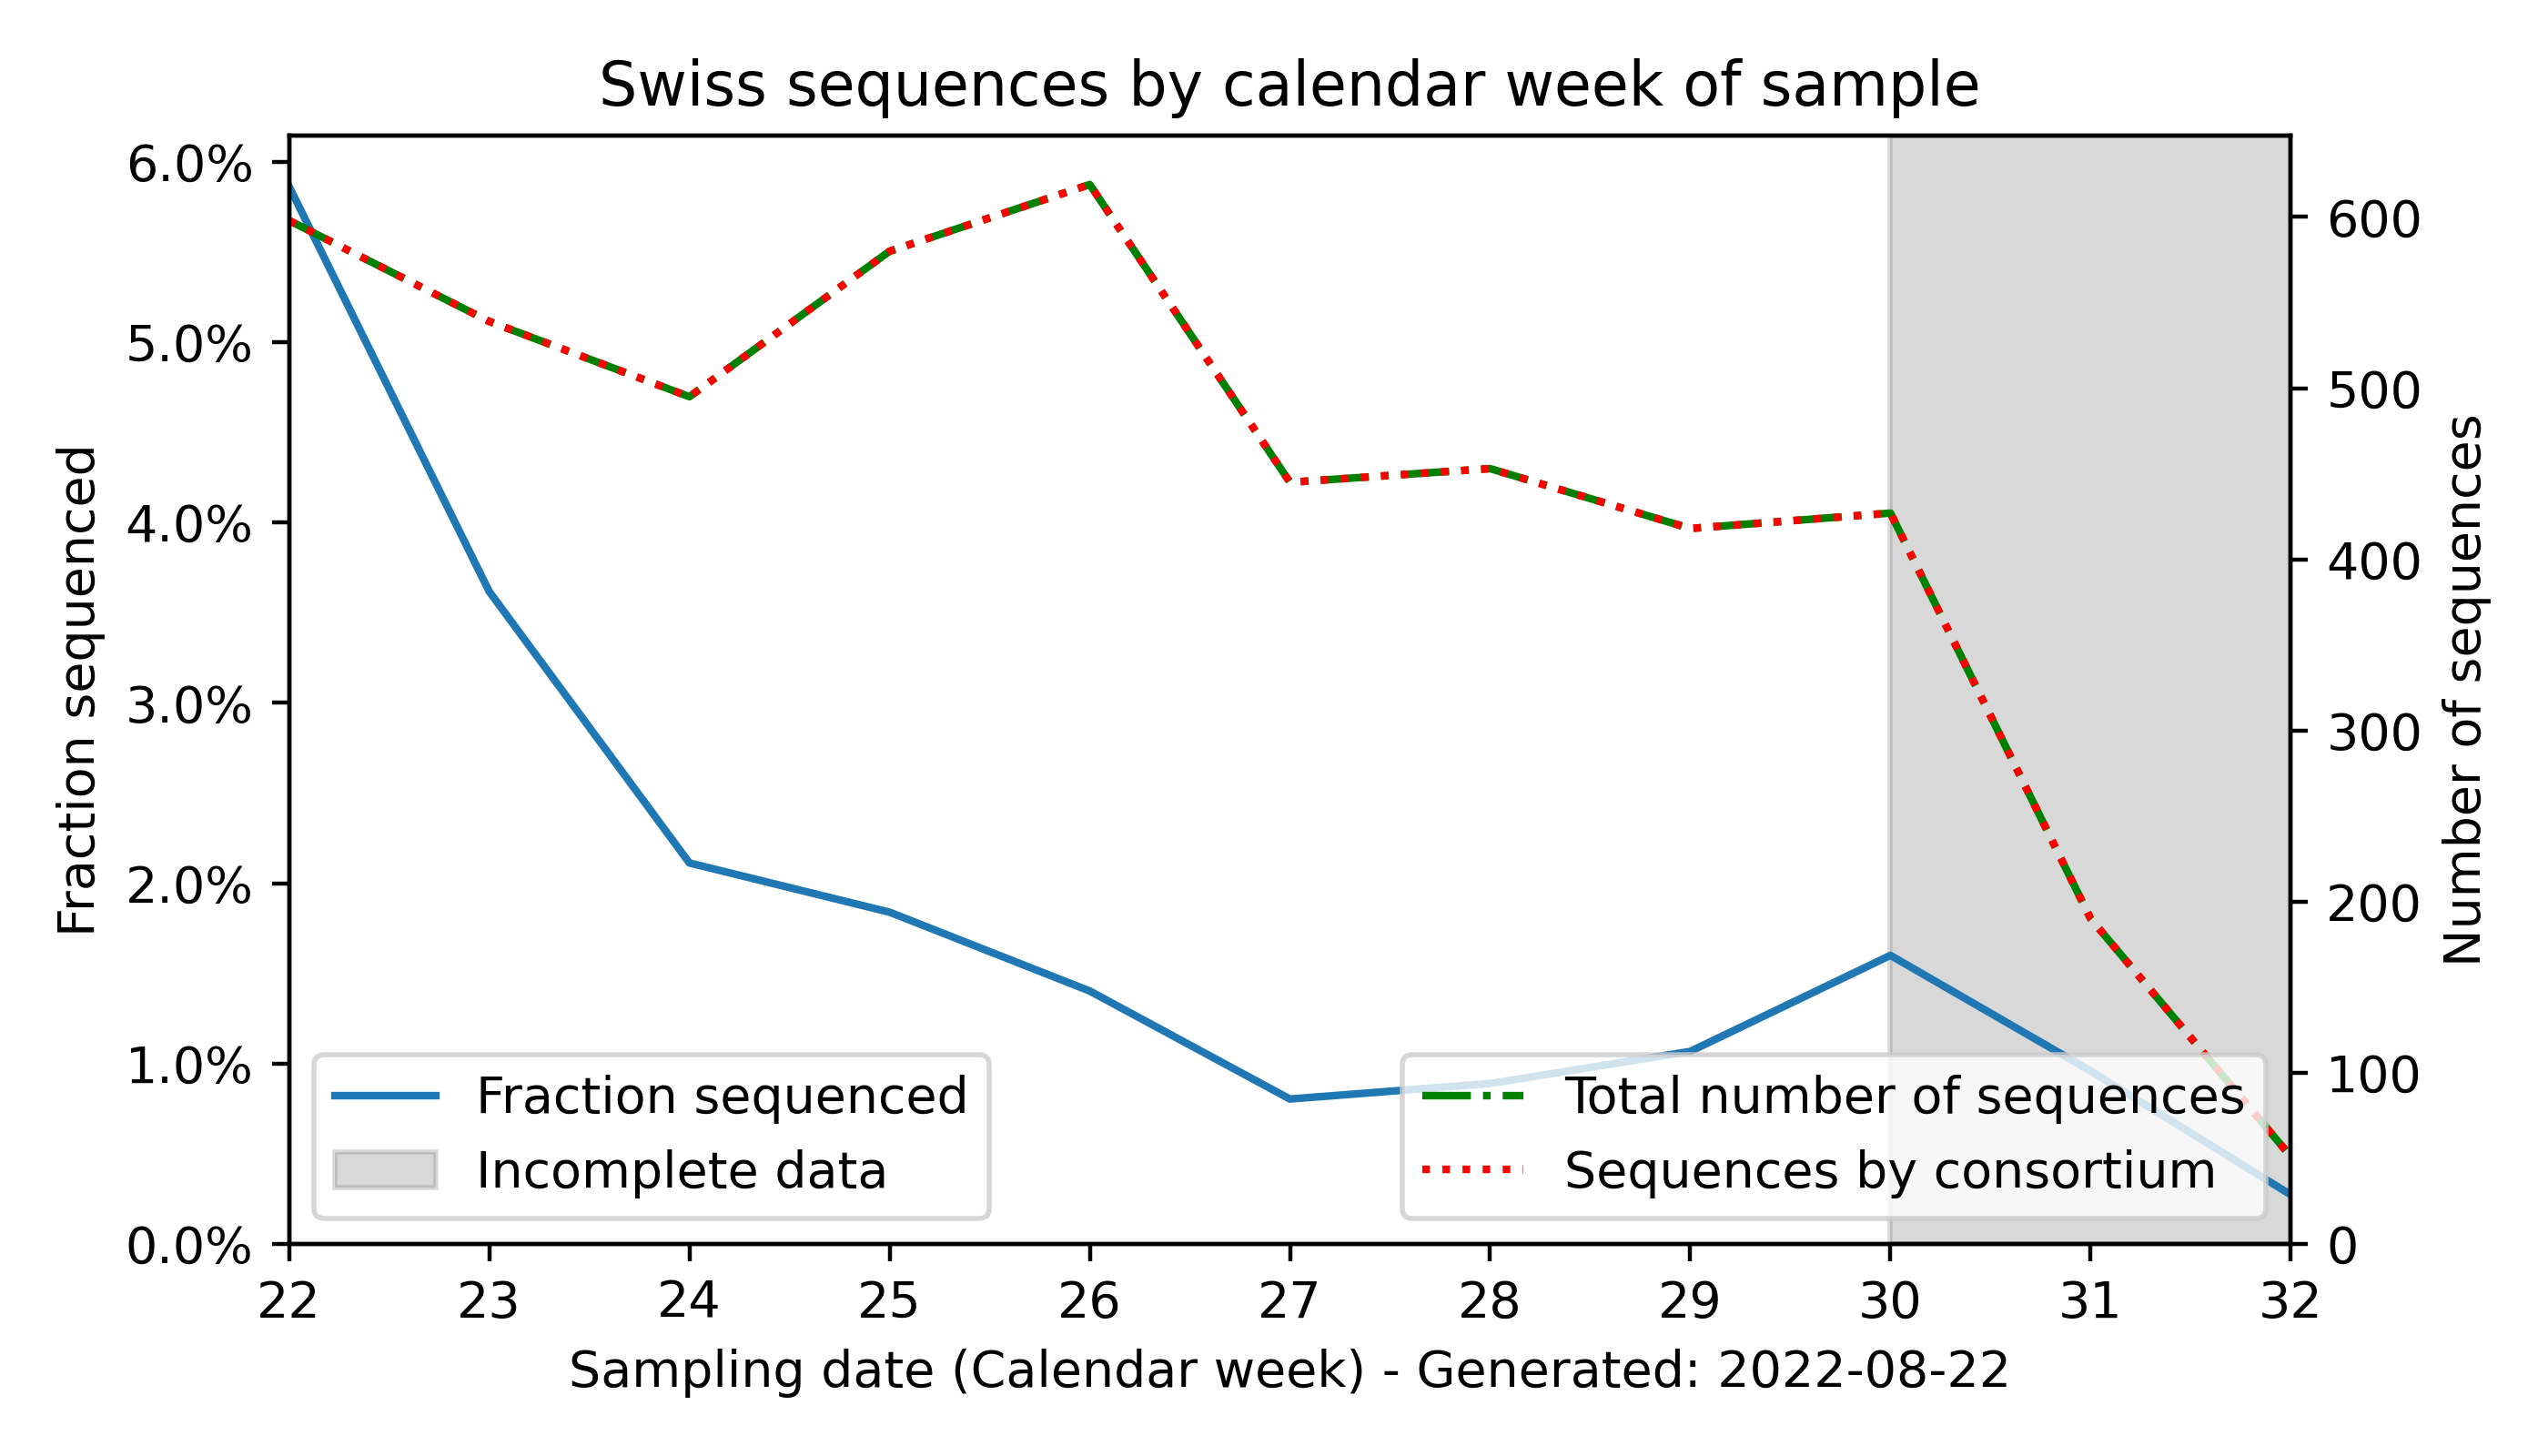 Swiss sequences by calendar week of sample
6.0%
5.0%
4.0%
3.0%
2.0%
1.0%
0.0%
Fraction sequenced
600
500
400
300
200
100
0
Number of sequences
Fraction sequenced
Incomplete data
Total number of sequences
Sequences by consortium
22 23 24 25 26 27 28 29 30 31 32
Sampling date (Calendar week) - Generated: 2022-08-22